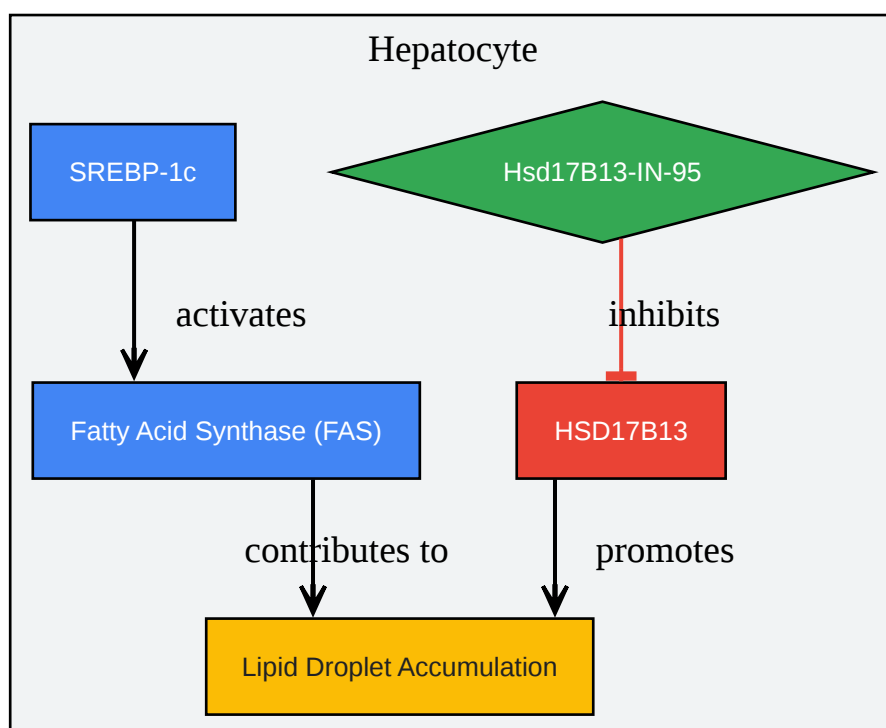 Hepatocyte
SREBP-1c
Hsd17B13-IN-95
activates
inhibits
Fatty Acid Synthase (FAS)
HSD17B13
contributes to
promotes
Lipid Droplet Accumulation